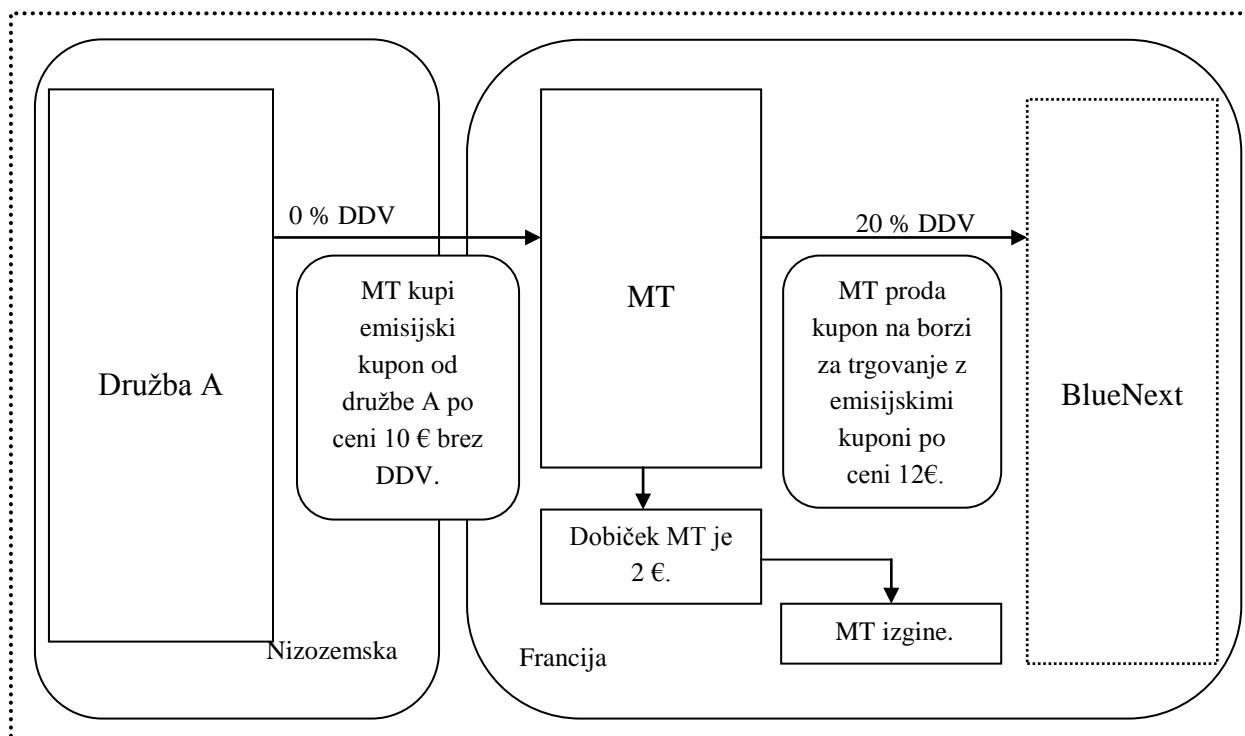 Družba A
0 % DDV
MT kupi
emisijski
kupon od
družbe A po
ceni 10 € brez
DDV.
MT
20 % DDV
MT proda
kupon na borzi
za trgovanje z
emisijskimi
kuponi po
ceni 12€.
BlueNext
Dobiček MT je
2 €.
MT izgine.
Nizozemska
Francija